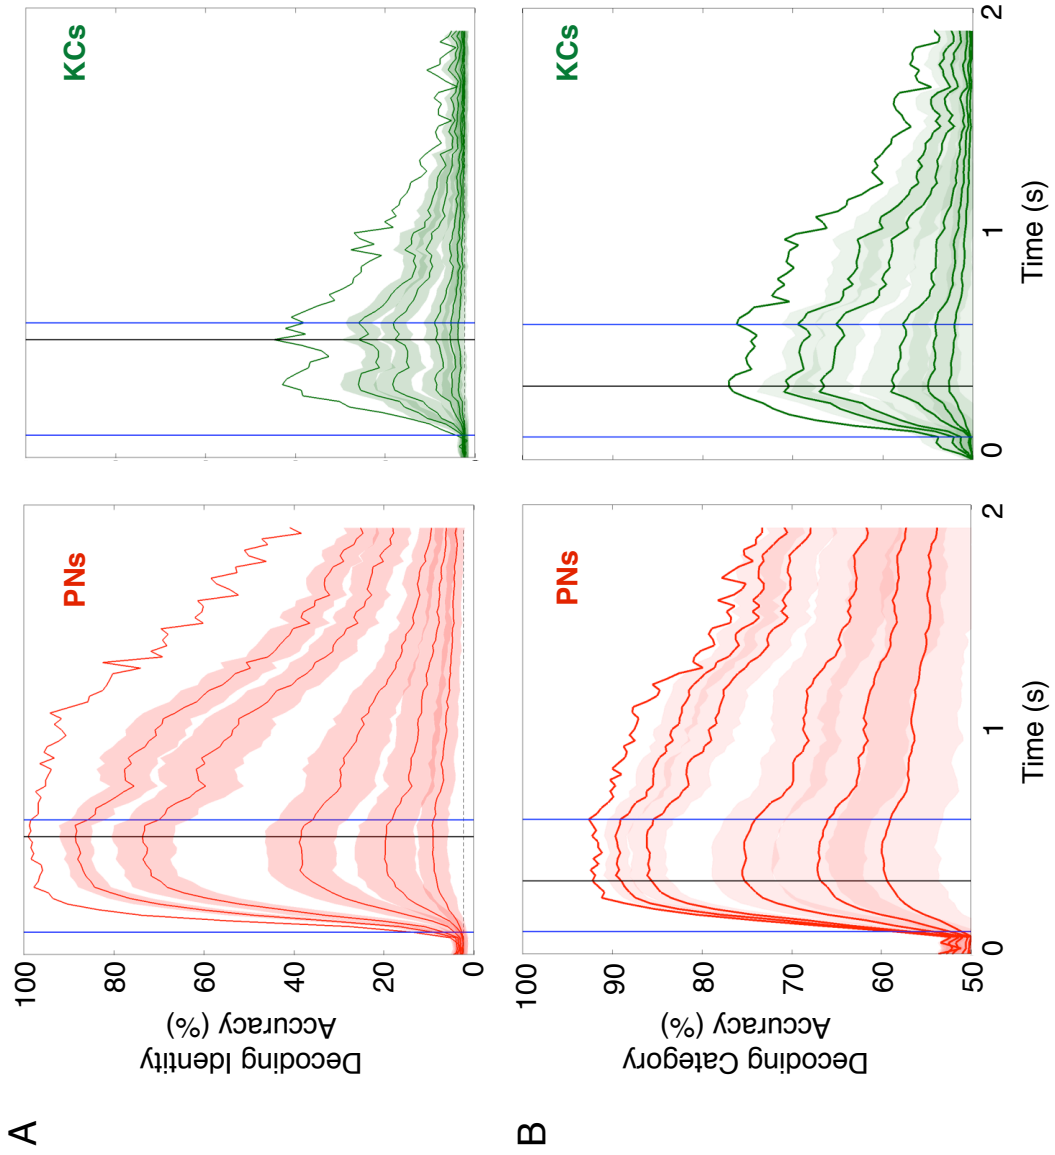 A
Decoding Identity
Accuracy (%)
100
80
60
40
20
0
PNs
KCs
B
Decoding Category
Accuracy (%)
100
90
80
70
60
50
PNs
0 1 2
Time (s)
KCs
0 1 2
Time (s)